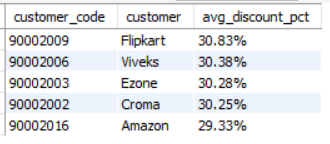 customer_code customer avg_discount_pct
90002009 Flipkart 30.83%
90002006 Viveks 30.38%
90002003 Ezone 30.28%
90002002 Croma 30.25%
90002016 Amazon 29.33%